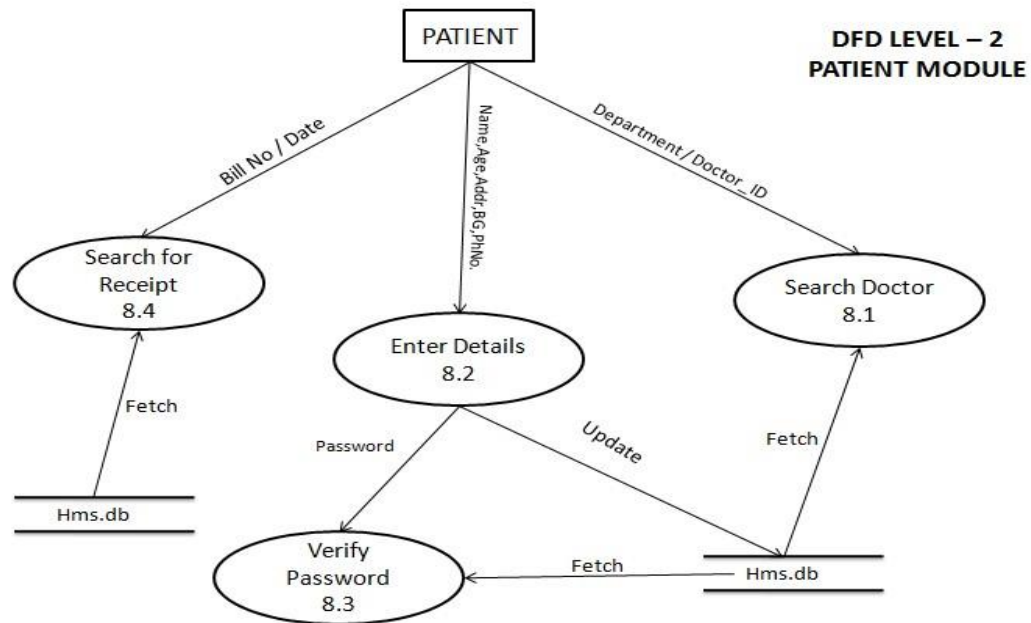 PATIENT
DFD LEVEL – 2
PATIENT MODULE
Bill No / Date
Name,Age,Addr,BG,PhNo.
Department / Doctor_ID
Search for
Receipt
8.4
Search Doctor
8.1
Enter Details
8.2
Fetch
Password
Update
Fetch
Hms.db
Verify
Password
8.3
Fetch
Hms.db